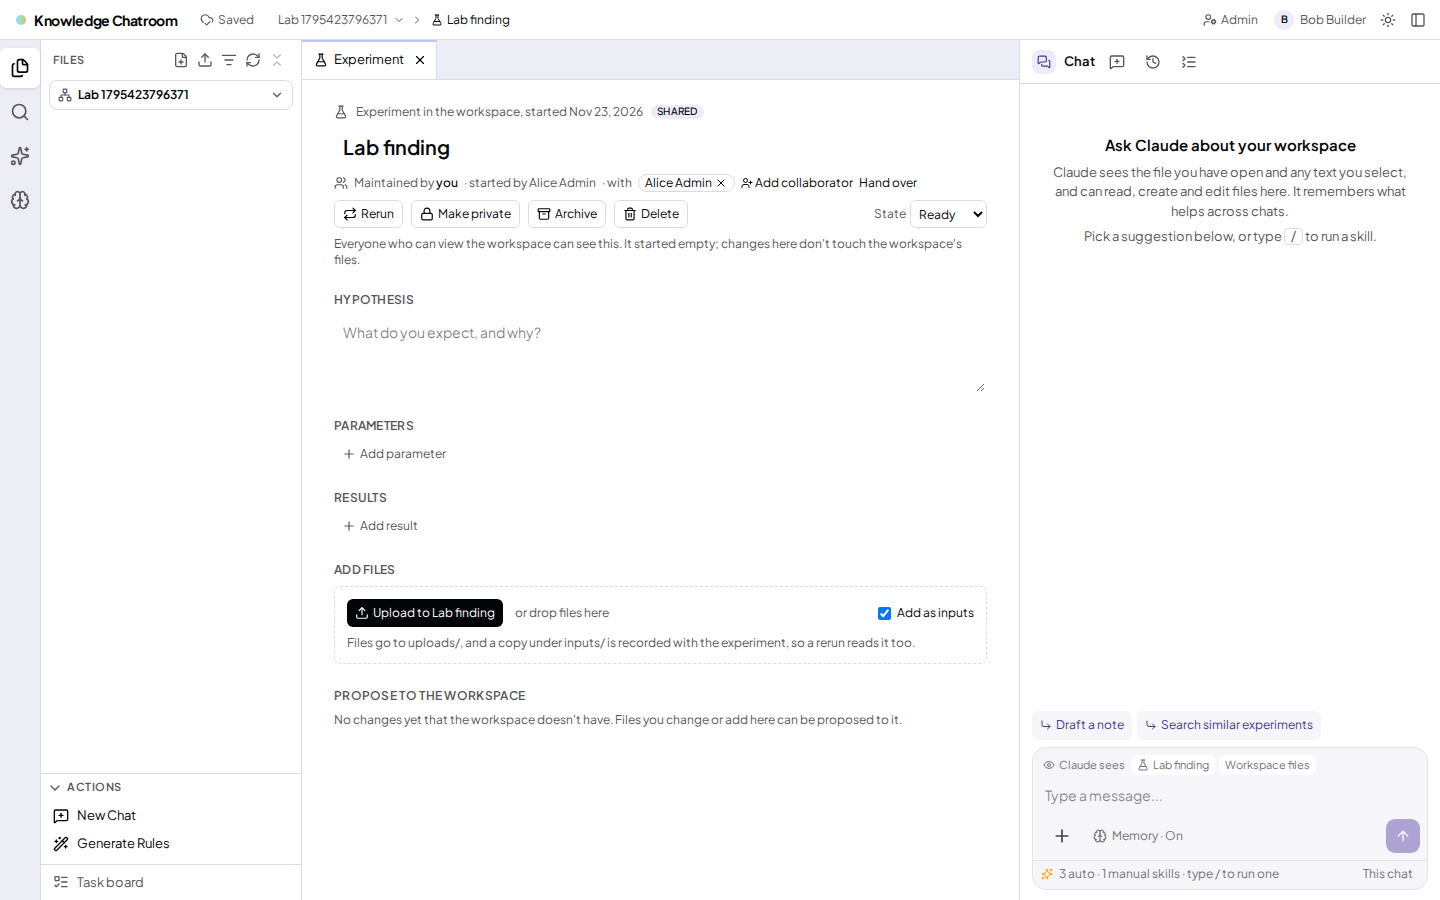 Knowledge Chatroom
Saved
Lab 1795423796371
Lab finding
Admin
B
Bob Builder
FILES
Lab 1795423796371
ACTIONS
New Chat
Generate Rules
Task board
Experiment
Experiment in the workspace, started Nov 23, 2026 SHARED
Lab finding
Maintained by you · started by Alice Admin · with Alice Admin Add collaborator Hand over
Rerun
Make private
Archive
Delete
State Ready
Everyone who can view the workspace can see this. It started empty; changes here don't touch the workspace's
files.
HYPOTHESIS
What do you expect, and why?
PARAMETERS
Add parameter
RESULTS
Add result
ADD FILES
Upload to Lab finding or drop files here
Add as inputs
Files go to uploads/, and a copy under inputs/ is recorded with the experiment, so a rerun reads it too.
PROPOSE TO THE WORKSPACE
No changes yet that the workspace doesn't have. Files you change or add here can be proposed to it.
Chat
Ask Claude about your workspace
Claude sees the file you have open and any text you select,
and can read, create and edit files here. It remembers what
helps across chats.
Pick a suggestion below, or type / to run a skill.
Draft a note
Search similar experiments
Claude sees Lab finding Workspace files
Type a message...
Memory · On
3 auto · 1 manual skills · type / to run one
This chat